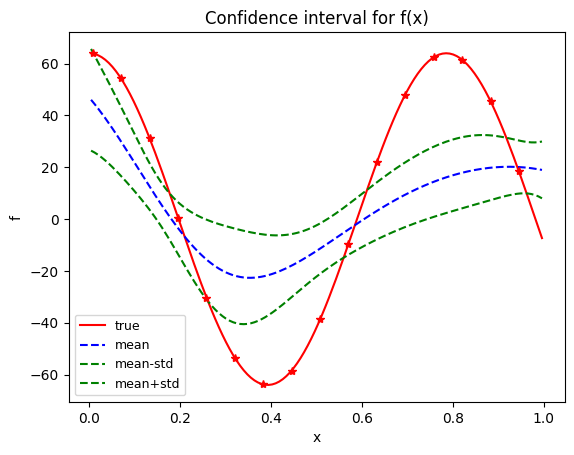 Confidence interval for f(x)
60
40
20
0
−20
−40
−60
f
true
mean
mean-std
mean+std
0.0 0.2 0.4 0.6 0.8 1.0
x